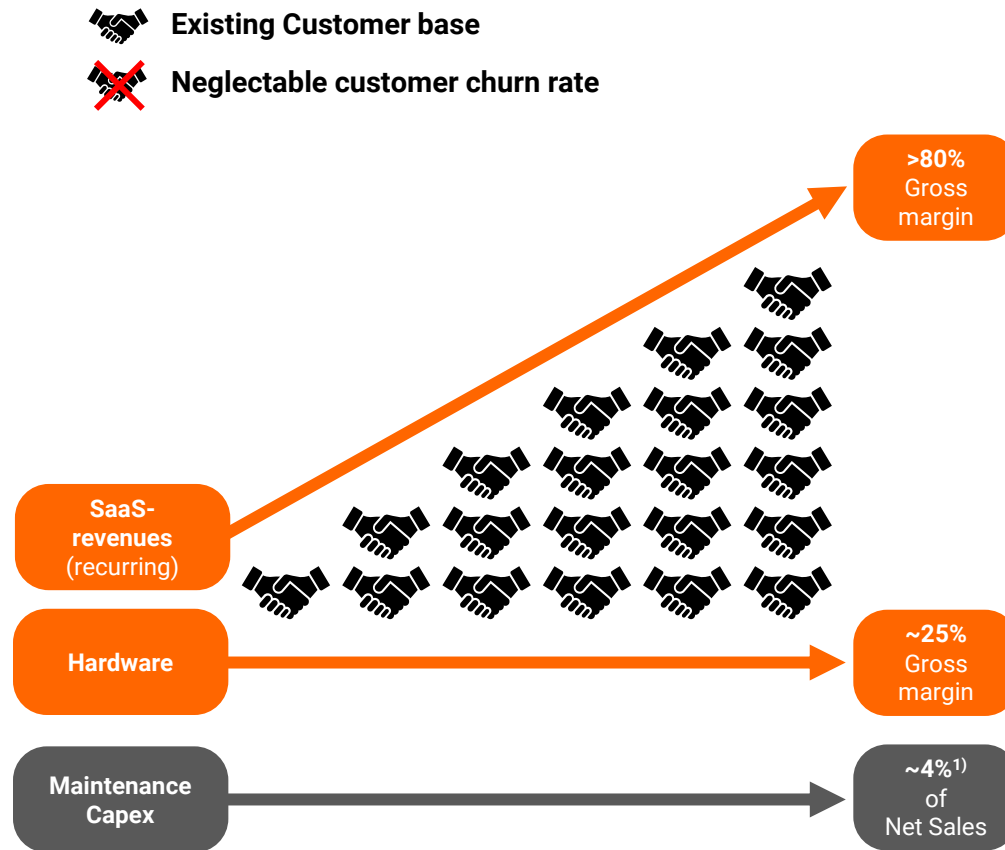 Existing Customer base
Neglectable customer churn rate
>80%
Gross
margin
SaaS-
revenues
(recurring)
Hardware
~25%
Gross
margin
Maintenance
Capex
~4%1)
of
Net Sales